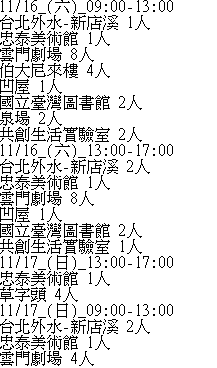 11/16_(六)_09:00-13:00
台北外水-新店溪 1人
忠泰美術館 1人
雲門劇場 8人
伯大尼來樓 4人
凹屋 1人
國立臺灣圖書館 2人
泉場 2人
共創生活實驗室 2人
11/16_(六)_13:00-17:00
台北外水-新店溪 2人
忠泰美術館 1人
雲門劇場 8人
凹屋 1人
國立臺灣圖書館 2人
共創生活實驗室 1人
11/17_(日)_13:00-17:00
忠泰美術館 1人
草字頭 4人
11/17_(日)_09:00-13:00
台北外水-新店溪 2人
忠泰美術館 1人
雲門劇場 4人